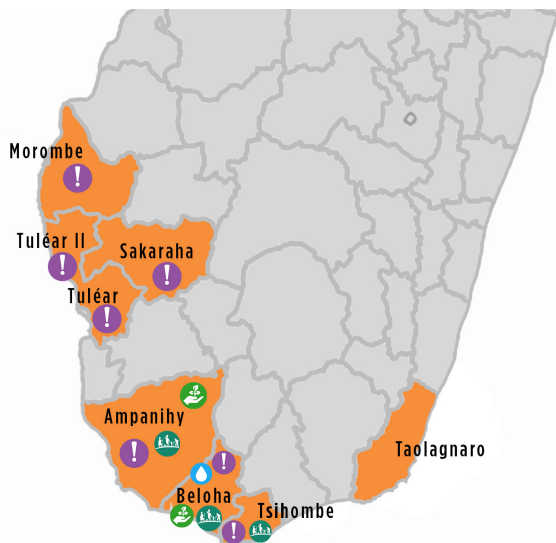 Morombe
Tuléar II
Sakaraha
Tuléar
Ampanihy
Taolagnaro
Beloha
Tsihombe